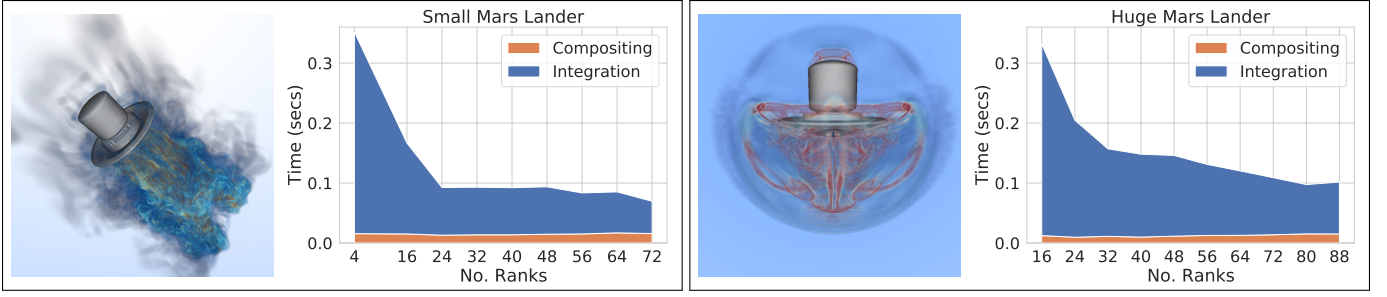 Small Mars Lander
Compositing
Integration
0.3
0.2
0.1
0.0
Time (secs)
4 16 24 32 40 48 56 64 72
No. Ranks
Huge Mars Lander
Compositing
Integration
0.3
0.2
0.1
0.0
Time (secs)
16 24 32 40 48 56 64 72 80 88
No. Ranks